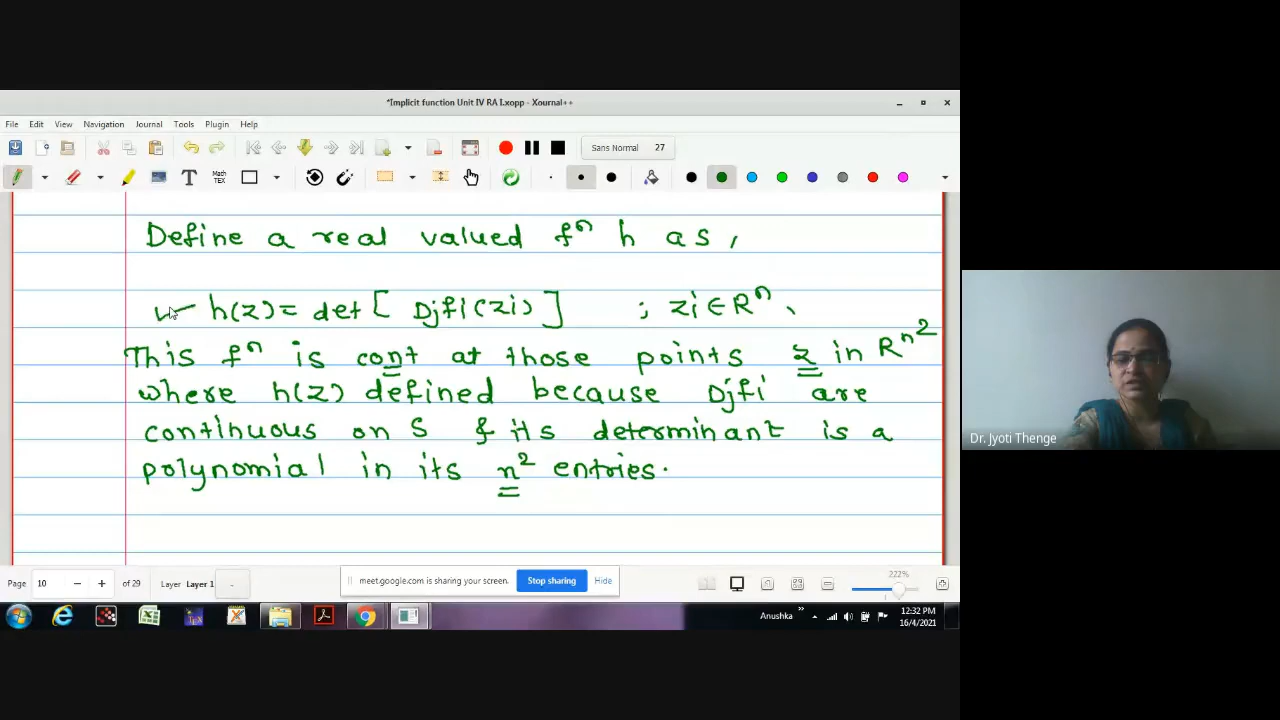 *Implicit function Unit IV RA I.xopp - Xournal++
File Edit View Navigation Journal Tools Plugin Help
Sans Normal 27
Define a real valued fⁿ h as,
h(z)= det [ Djfi(zi) ] ; zi ∈ Rⁿ,
This fⁿ is cont at those points z in Rⁿ²
where h(z) defined because Djfi are
continuous on S & its determinant is a
polynomial in its n² entries.
Dr. Jyoti Thenge
Page 10 of 29 Layer Layer 1
meet.google.com is sharing your screen. Stop sharing Hide
222%
Anushka
12:32 PM
16/4/2021